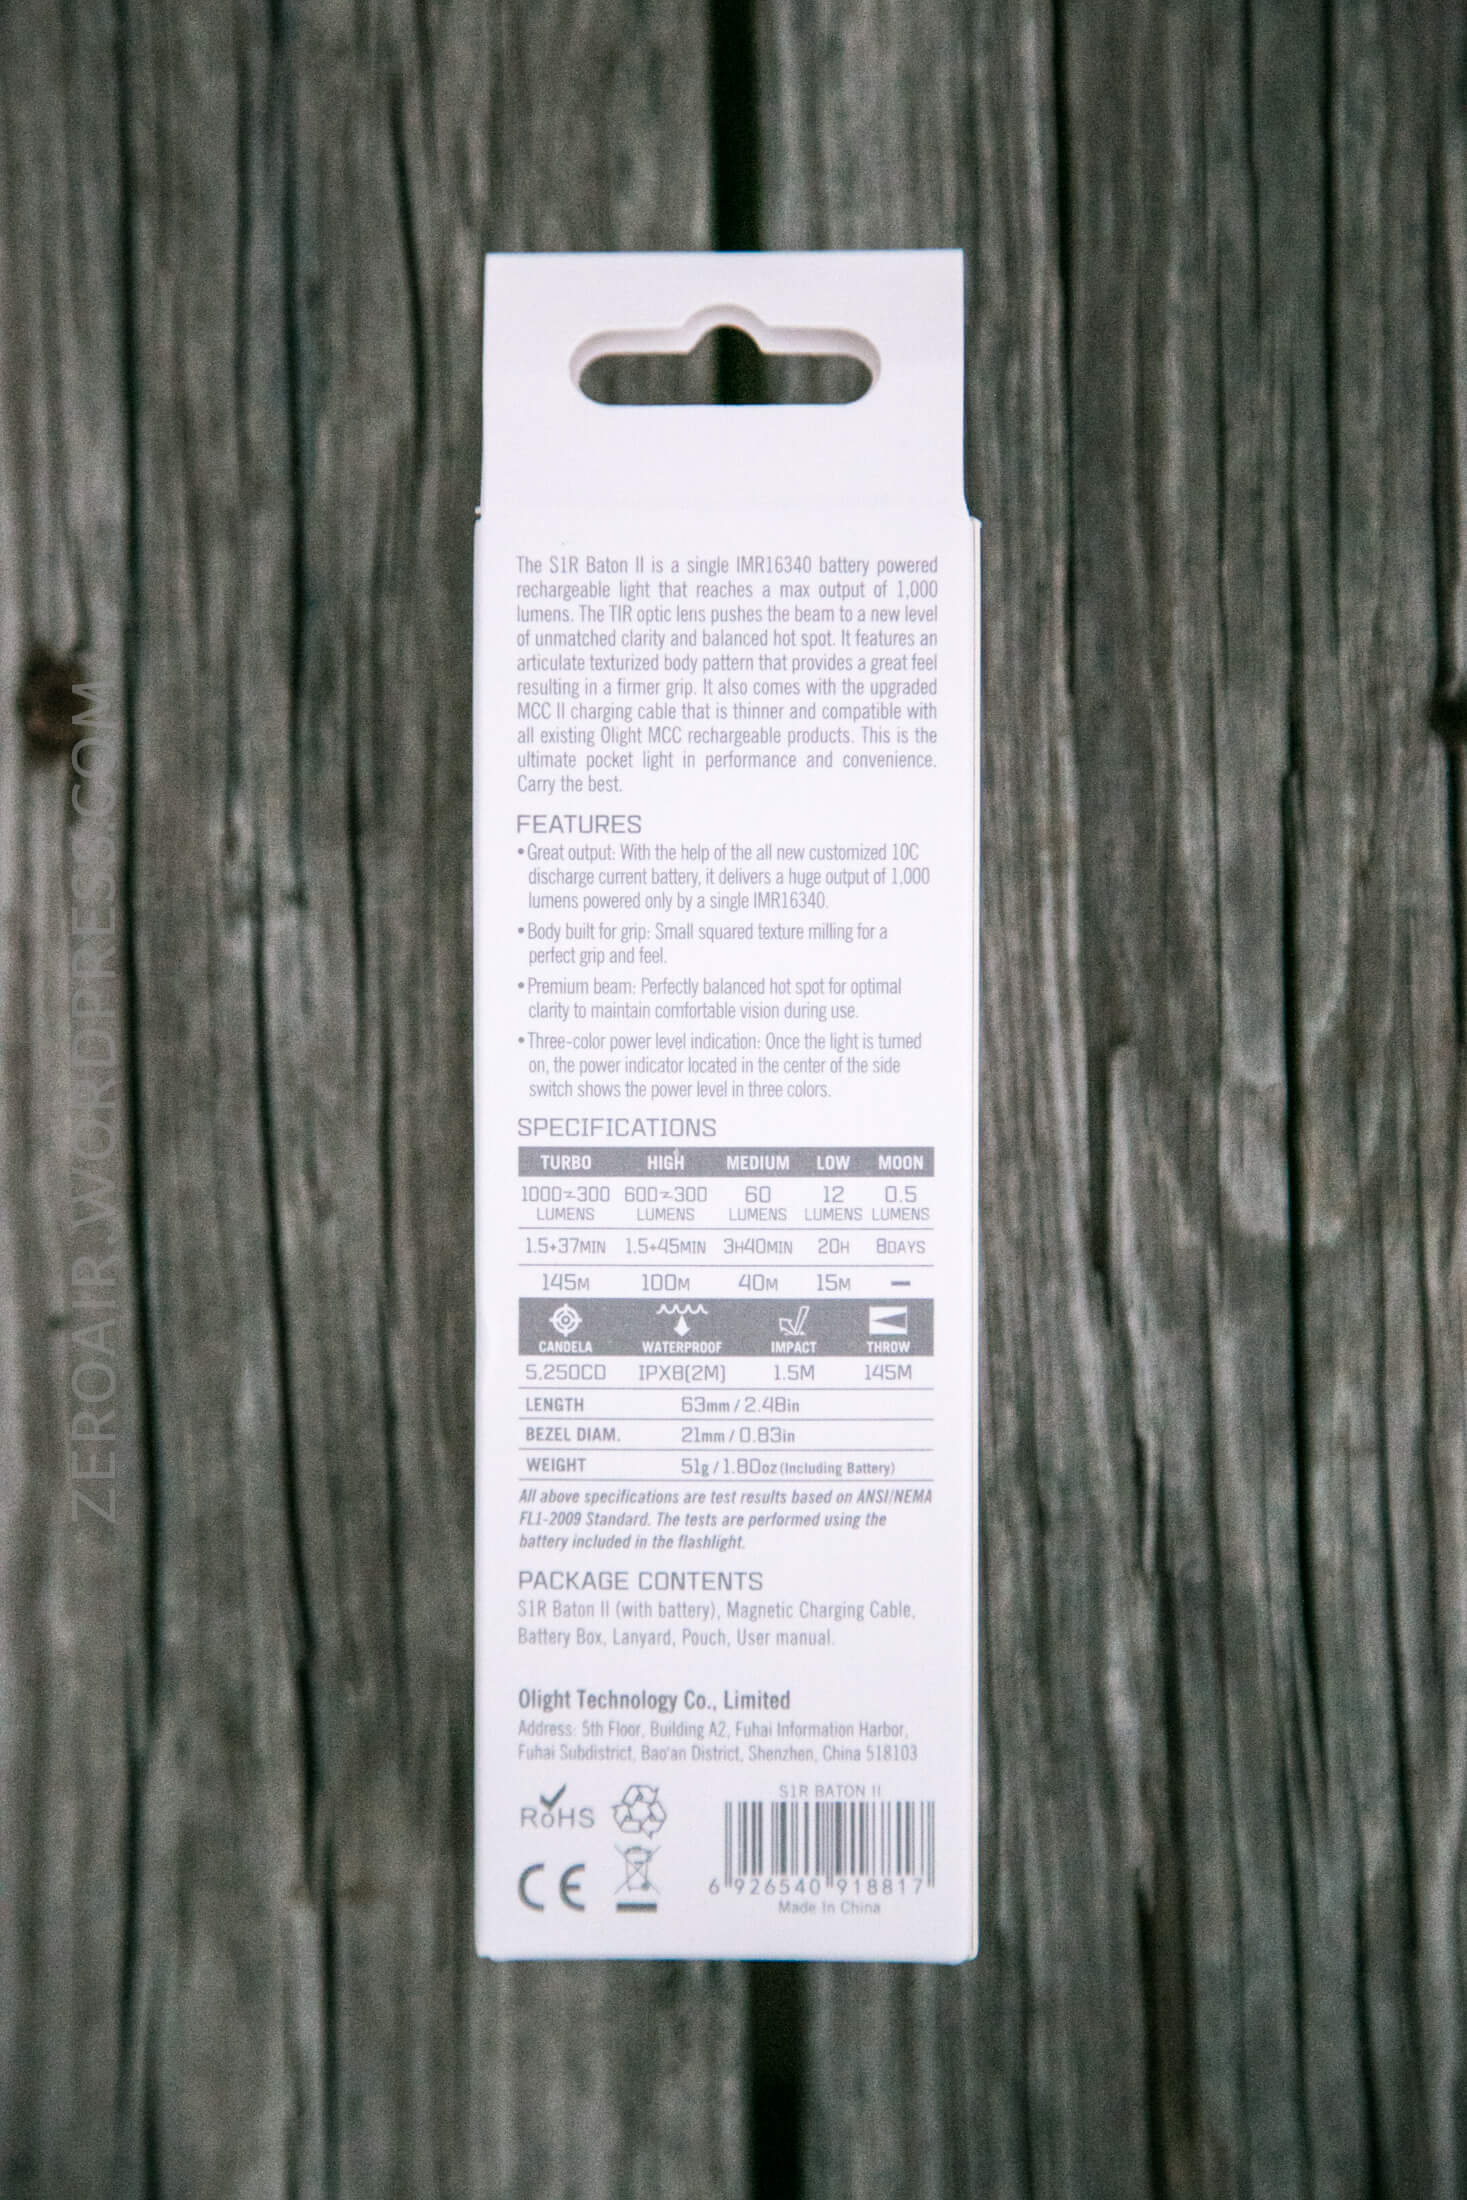 The S1R Baton II is a single IMR16340 battery powered
rechargeable light that reaches a max output of 1,000
lumens. The TIR optic lens pushes the beam to a new level
of unmatched clarity and balanced hot spot. It features an
articulate texturized body pattern that provides a great feel
resulting in a firmer grip. It also comes with the upgraded
MCC II charging cable that is thinner and compatible with
all existing Olight MCC rechargeable products. This is the
ultimate pocket light in performance and convenience.
Carry the best.
FEATURES
•Great output: With the help of the all new customized 10C
discharge current battery, it delivers a huge output of 1,000
lumens powered only by a single IMR16340.
•Body built for grip: Small squared texture milling for a
perfect grip and feel.
•Premium beam: Perfectly balanced hot spot for optimal
clarity to maintain comfortable vision during use.
•Three-color power level indication: Once the light is turned
on, the power indicator located in the center of the side
switch shows the power level in three colors.
SPECIFICATIONS
TURBO HIGH MEDIUM LOW MOON
1000~300 600~300 60 12 0.5
LUMENS LUMENS LUMENS LUMENS LUMENS
1.5+37MIN 1.5+45MIN 3H40MIN 20H 8DAYS
145M 100M 40M 15M —
CANDELA WATERPROOF IMPACT THROW
5,250CD IPX8(2M) 1.5M 145M
LENGTH 63mm / 2.48in
BEZEL DIAM. 21mm / 0.83in
WEIGHT 51g / 1.80oz (Including Battery)
All above specifications are test results based on ANSI/NEMA
FL1-2009 Standard. The tests are performed using the
battery included in the flashlight.
PACKAGE CONTENTS
S1R Baton II (with battery), Magnetic Charging Cable,
Battery Box, Lanyard, Pouch, User manual.
Olight Technology Co., Limited
Address: 5th Floor, Building A2, Fuhai Information Harbor,
Fuhai Subdistrict, Bao'an District, Shenzhen, China 518103
S1R BATON II
RoHS
CE
6 926540 918817
Made In China
ZEROAIR.WORDPRESS.COM